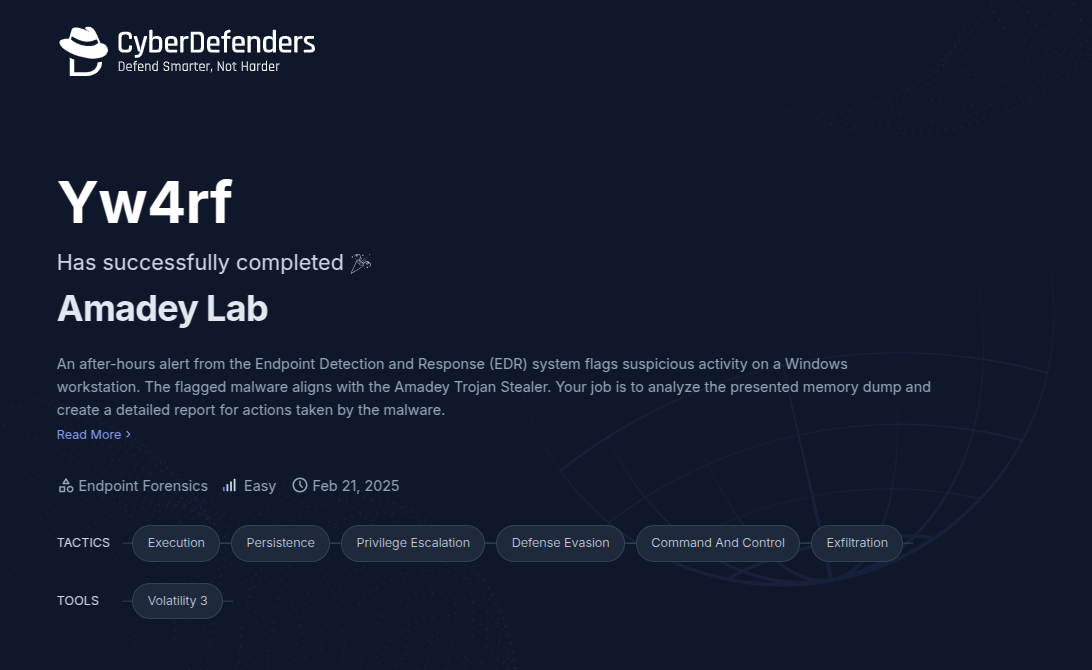 CyberDefenders
Defend Smarter, Not Harder
Yw4rf
Has successfully completed 🎉
Amadey Lab
An after-hours alert from the Endpoint Detection and Response (EDR) system flags suspicious activity on a Windows
workstation. The flagged malware aligns with the Amadey Trojan Stealer. Your job is to analyze the presented memory dump and
create a detailed report for actions taken by the malware.
Read More ›
Endpoint Forensics Easy Feb 21, 2025
TACTICS Execution Persistence Privilege Escalation Defense Evasion Command And Control Exfiltration
TOOLS Volatility 3